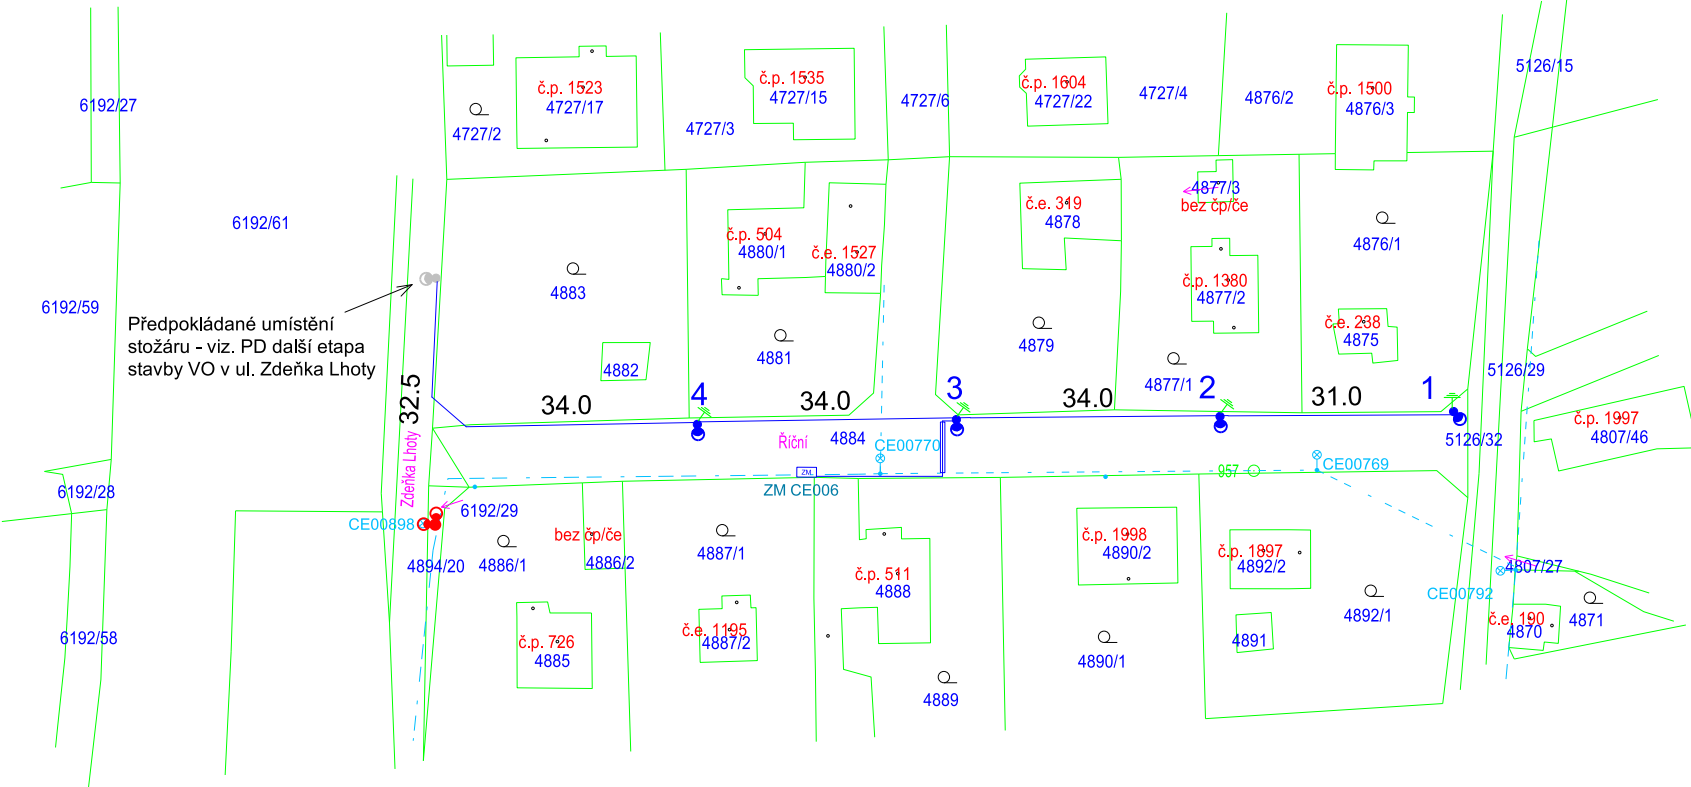 5126/15
6192/27
č.p. 1523
4727/17
4727/2
4727/3
č.p. 1535
4727/15
4727/6
č.p. 1604
4727/22
4727/4
4876/2
č.p. 1500
4876/3
6192/61
4877/3
bez čp/če
č.e. 319
4878
4876/1
č.p. 504
4880/1
č.e. 1527
4880/2
č.p. 1380
4877/2
4883
6192/59
Předpokládané umístění
stožáru - viz. PD další etapa
stavby VO v ul. Zdeňka Lhoty
4881
4879
č.e. 238
4875
4882
4877/1
5126/29
32.5
34.0
4
34.0
3
34.0
2
31.0
1
Zdeňka Lhoty
Říční
4884
CE00770
5126/32
č.p. 1997
4807/46
957
CE00769
ZM
ZM CE006
6192/28
6192/29
CE00898
4894/20
4886/1
bez čp/če
4886/2
4887/1
č.p. 511
4888
č.p. 1998
4890/2
č.p. 1897
4892/2
4807/27
CE00792
4892/1
6192/58
č.p. 726
4885
č.e. 1195
4887/2
4889
4890/1
4891
č.e. 190
4870
4871